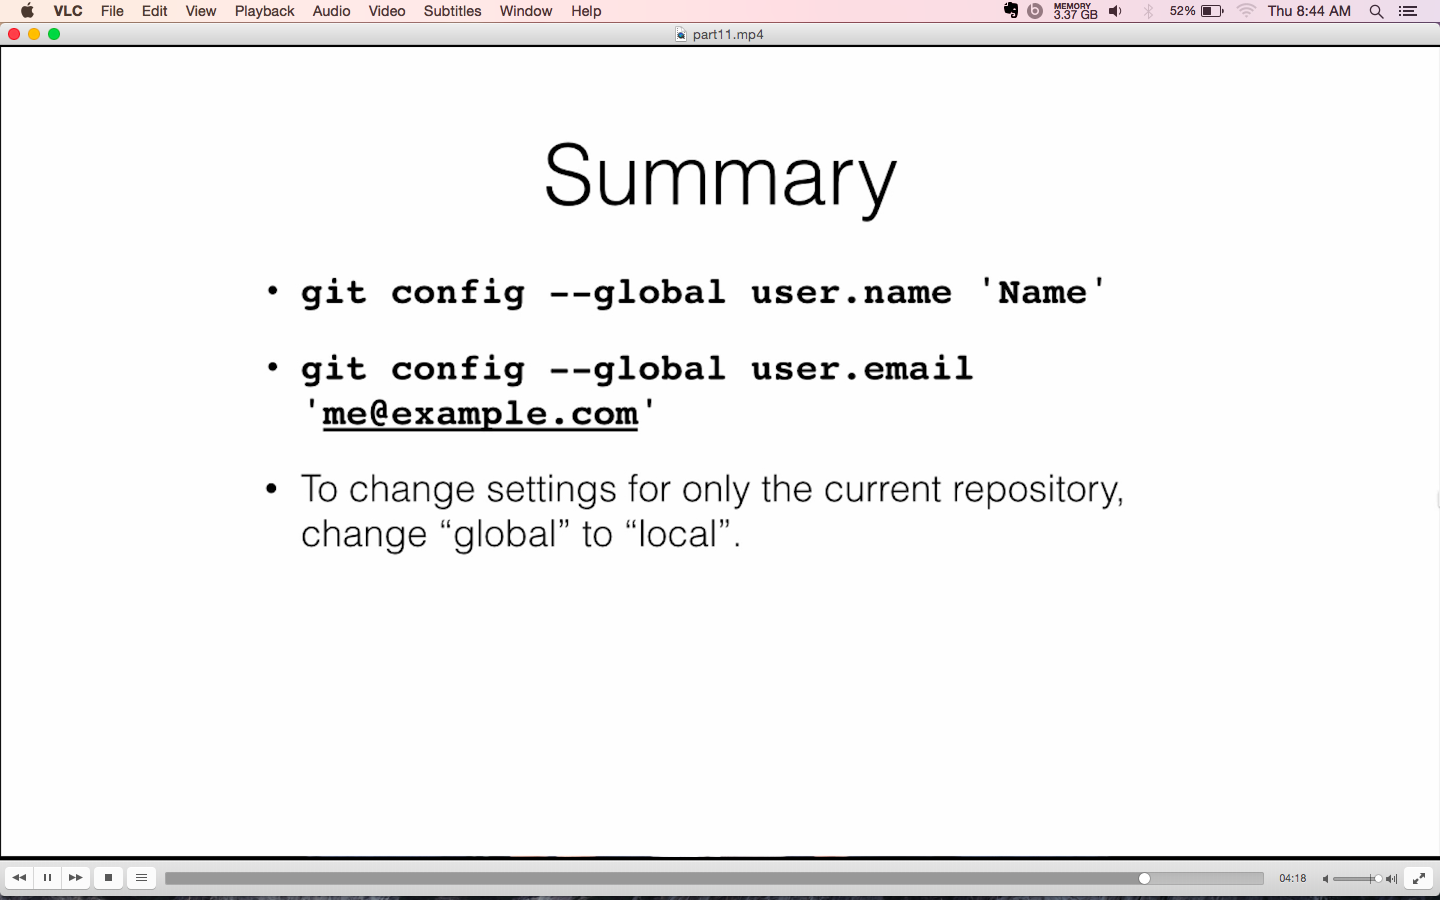 VLC File Edit View Playback Audio Video Subtitles Window Help MEMORY 3.37 GB 52% Thu 8:44 AM
part11.mp4
Summary
• git config --global user.name 'Name'
• git config --global user.email
'me@example.com'
• To change settings for only the current repository,
change “global” to “local”.
04:18